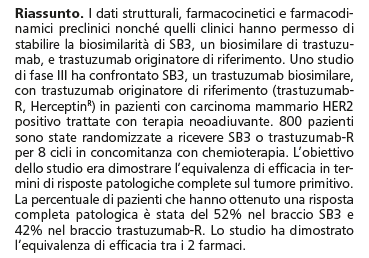 Riassunto. I dati strutturali, farmacocinetici e farmacodi-
namici preclinici nonché quelli clinici hanno permesso di
stabilire la biosimilarità di SB3, un biosimilare di trastuzu-
mab, e trastuzumab originatore di riferimento. Uno studio
di fase III ha confrontato SB3, un trastuzumab biosimilare,
con trastuzumab originatore di riferimento (trastuzumab-
R, Herceptinᴿ) in pazienti con carcinoma mammario HER2
positivo trattate con terapia neoadiuvante. 800 pazienti
sono state randomizzate a ricevere SB3 o trastuzumab-R
per 8 cicli in concomitanza con chemioterapia. L'obiettivo
dello studio era dimostrare l'equivalenza di efficacia in ter-
mini di risposte patologiche complete sul tumore primitivo.
La percentuale di pazienti che hanno ottenuto una risposta
completa patologica è stata del 52% nel braccio SB3 e
42% nel braccio trastuzumab-R. Lo studio ha dimostrato
l'equivalenza di efficacia tra i 2 farmaci.